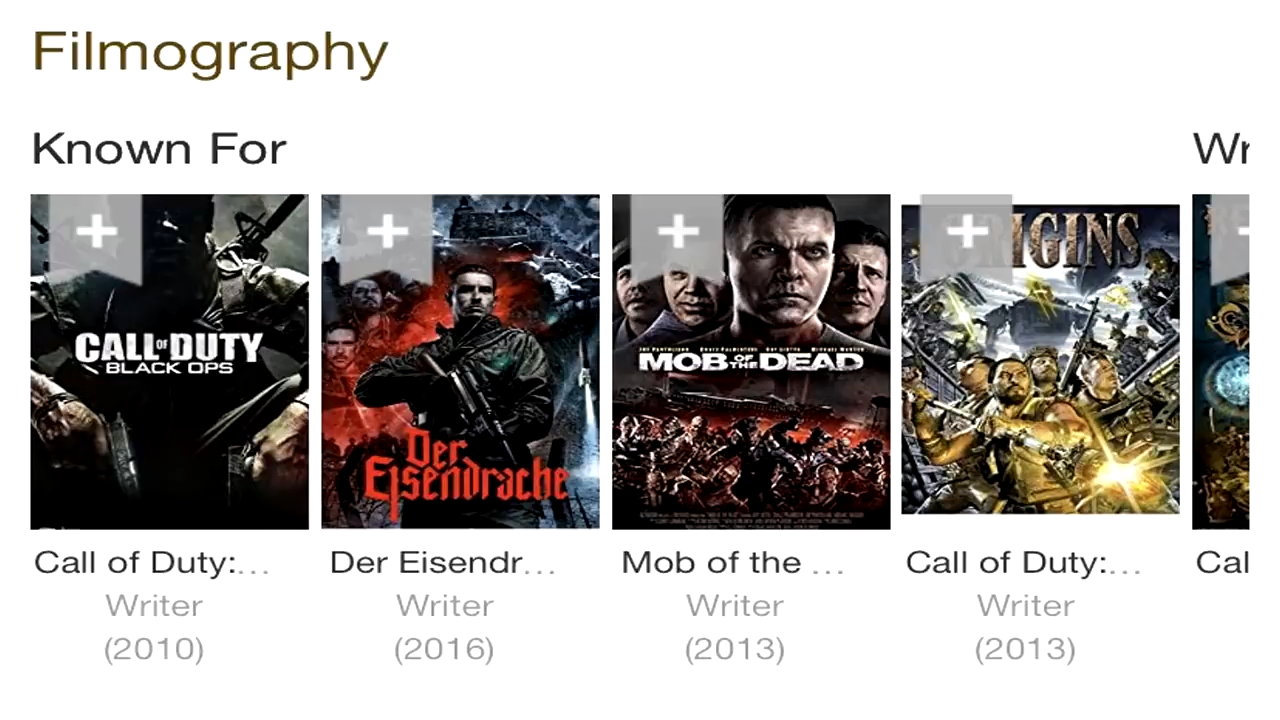 Filmography
Known For
Wr
CALL OF DUTY
BLACK OPS
Der
Eisendrache
MOB OF THE DEAD
ORIGINS
Call of Duty:...
Writer
(2010)
Der Eisendr...
Writer
(2016)
Mob of the ...
Writer
(2013)
Call of Duty:...
Writer
(2013)
Cal